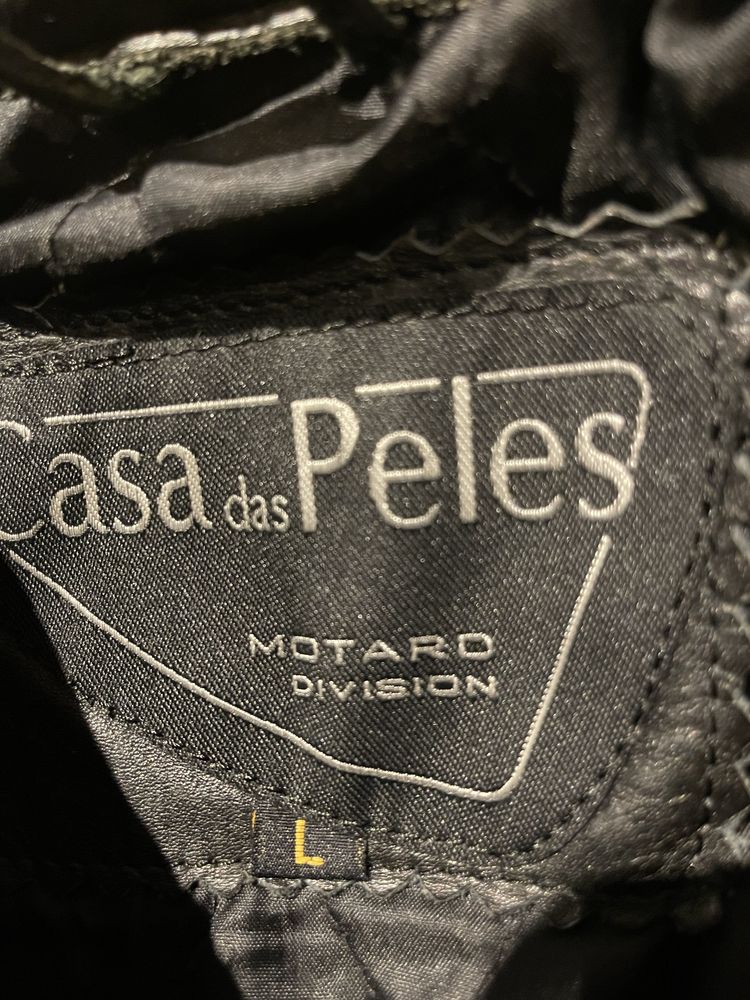 Casa das Peles
MOTARD
DIVISION
L